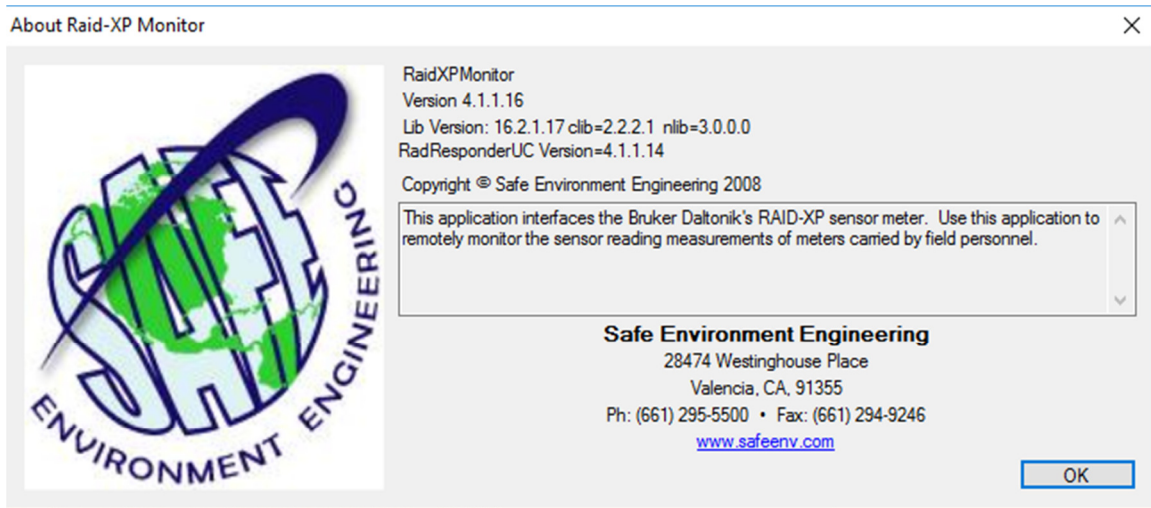 About Raid-XP Monitor
SAFE
ENVIRONMENT ENGINEERING
RaidXPMonitor
Version 4.1.1.16
Lib Version: 16.2.1.17 clib=2.2.2.1 nlib=3.0.0.0
RadResponderUC Version=4.1.1.14
Copyright © Safe Environment Engineering 2008
This application interfaces the Bruker Daltonik's RAID-XP sensor meter. Use this application to
remotely monitor the sensor reading measurements of meters carried by field personnel.
Safe Environment Engineering
28474 Westinghouse Place
Valencia, CA, 91355
Ph: (661) 295-5500 • Fax: (661) 294-9246
www.safeenv.com
OK